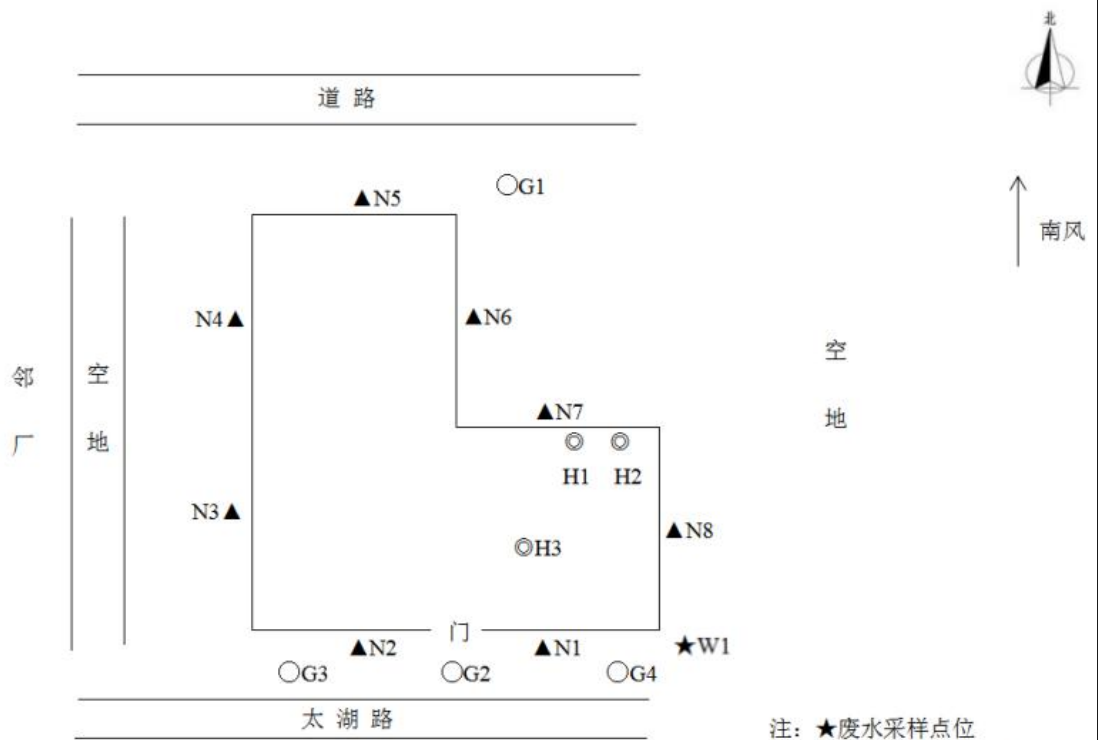 北
道 路
○G1
▲N5
南风
N4▲
▲N6
空
地
邻
厂
空
地
▲N7
H1
H2
N3▲
◎H3
▲N8
门
▲N2
▲N1
★W1
○G3
○G2
○G4
太 湖 路
注：★废水采样点位